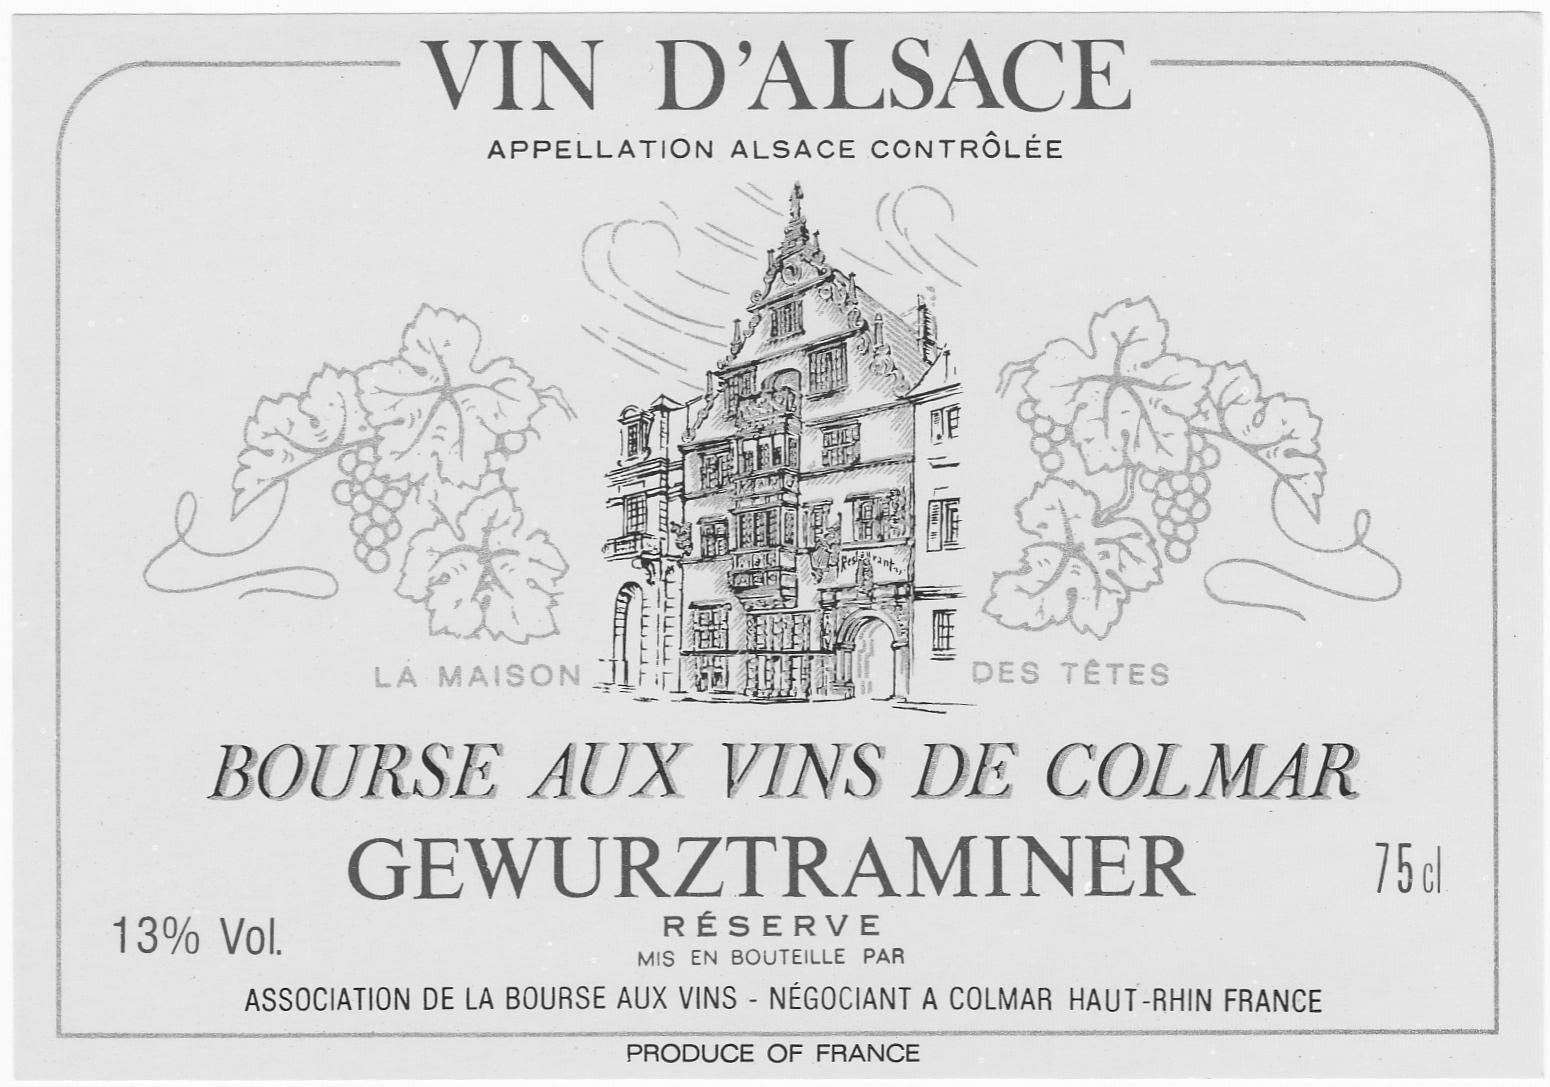 VIN D'ALSACE
APPELLATION ALSACE CONTRÔLÉE
Restaurant
LA MAISON DES TÊTES
BOURSE AUX VINS DE COLMAR
GEWURZTRAMINER
75 cl
RÉSERVE
13% Vol.
MIS EN BOUTEILLE PAR
ASSOCIATION DE LA BOURSE AUX VINS - NÉGOCIANT A COLMAR HAUT-RHIN FRANCE
PRODUCE OF FRANCE